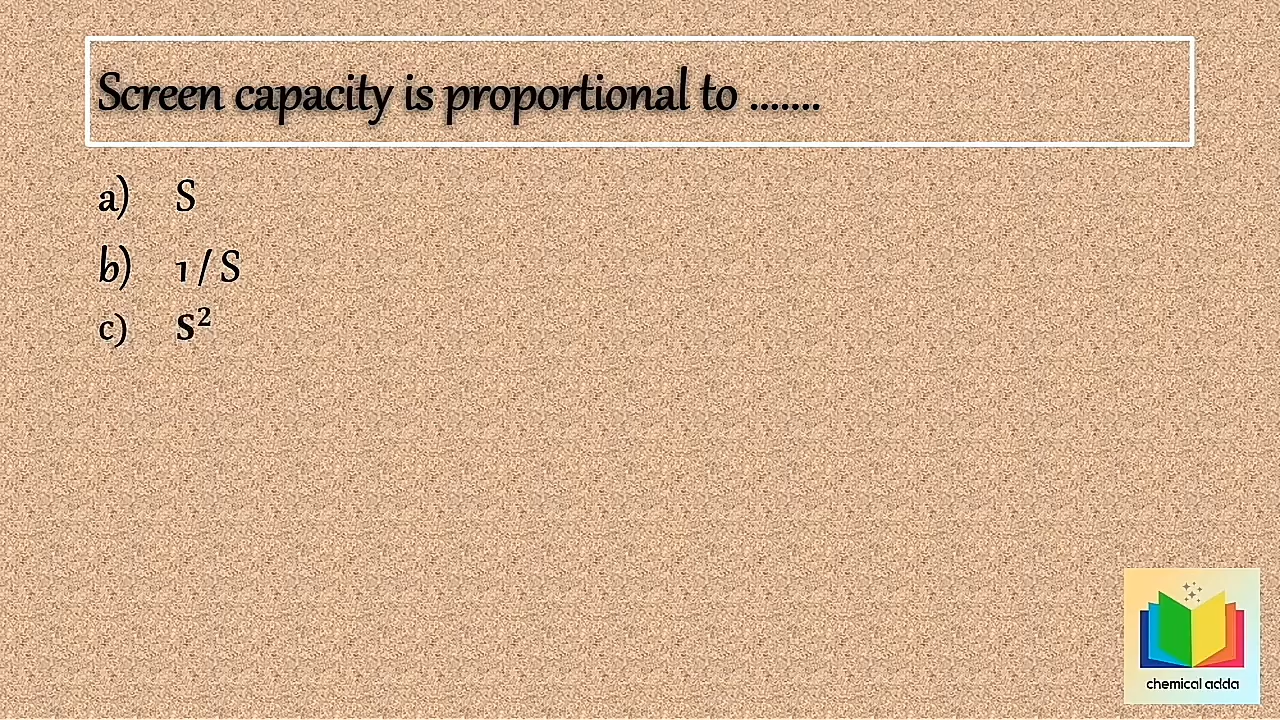 Screen capacity is proportional to .......
a) S
b) 1 / S
c) S²
chemical adda